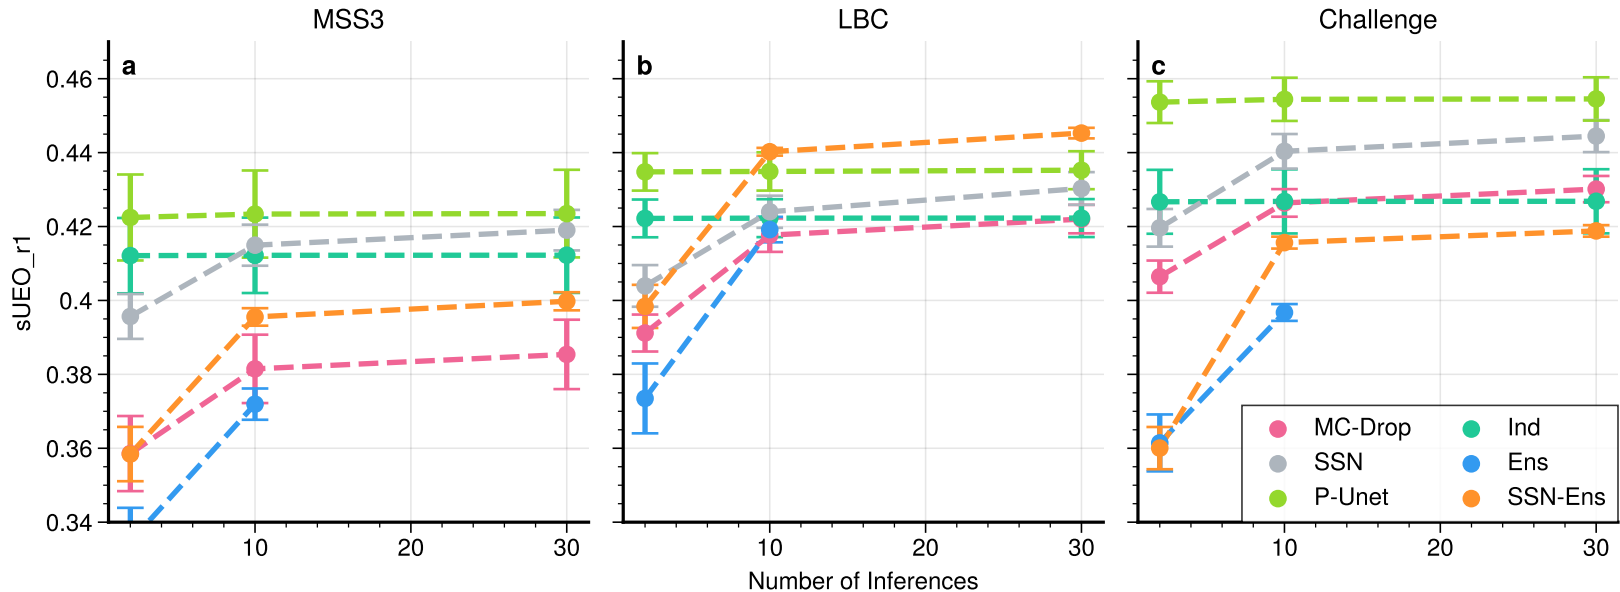 MSS3
LBC
Challenge
a
b
c
0.46
0.44
0.42
0.4
0.38
0.36
0.34
sUEO_r1
10
20
30
10
20
30
10
20
30
Number of Inferences
MC-Drop
Ind
SSN
Ens
P-Unet
SSN-Ens